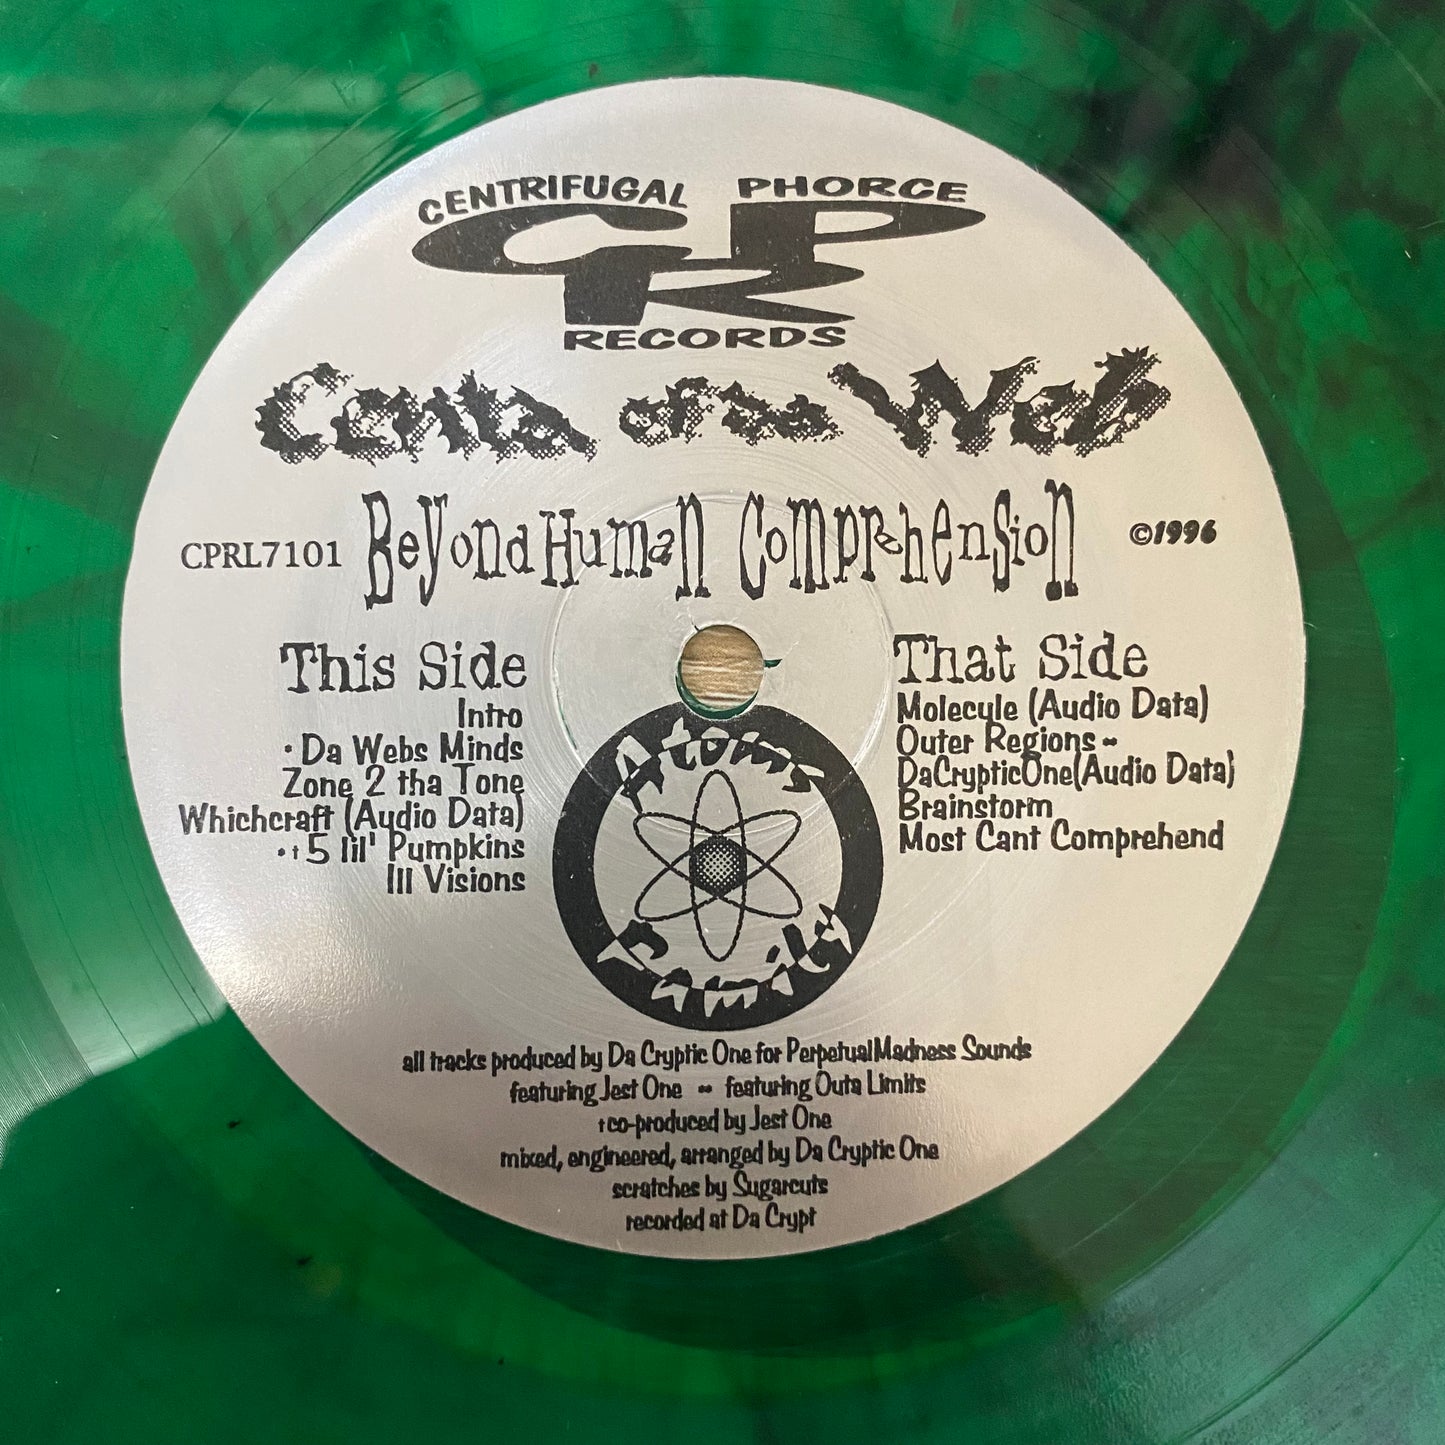 CENTRIFUGAL PHORCE
CPR
RECORDS
Centa of da Web
Beyond Human Comprehension
CPRL7101
©1996
This Side
Intro
• Da Webs Minds
Zone 2 tha Tone
Whichcraft (Audio Data)
• † 5 lil' Pumpkins
Ill Visions
That Side
Molecule (Audio Data)
Outer Regions ~
DaCrypticOne(Audio Data)
Brainstorm
Most Cant Comprehend
Atoms
Family
all tracks produced by Da Cryptic One for PerpetualMadness Sounds
featuring Jest One ~ featuring Outa Limits
† co-produced by Jest One
mixed, engineered, arranged by Da Cryptic One
scratches by Sugarcuts
recorded at Da Crypt